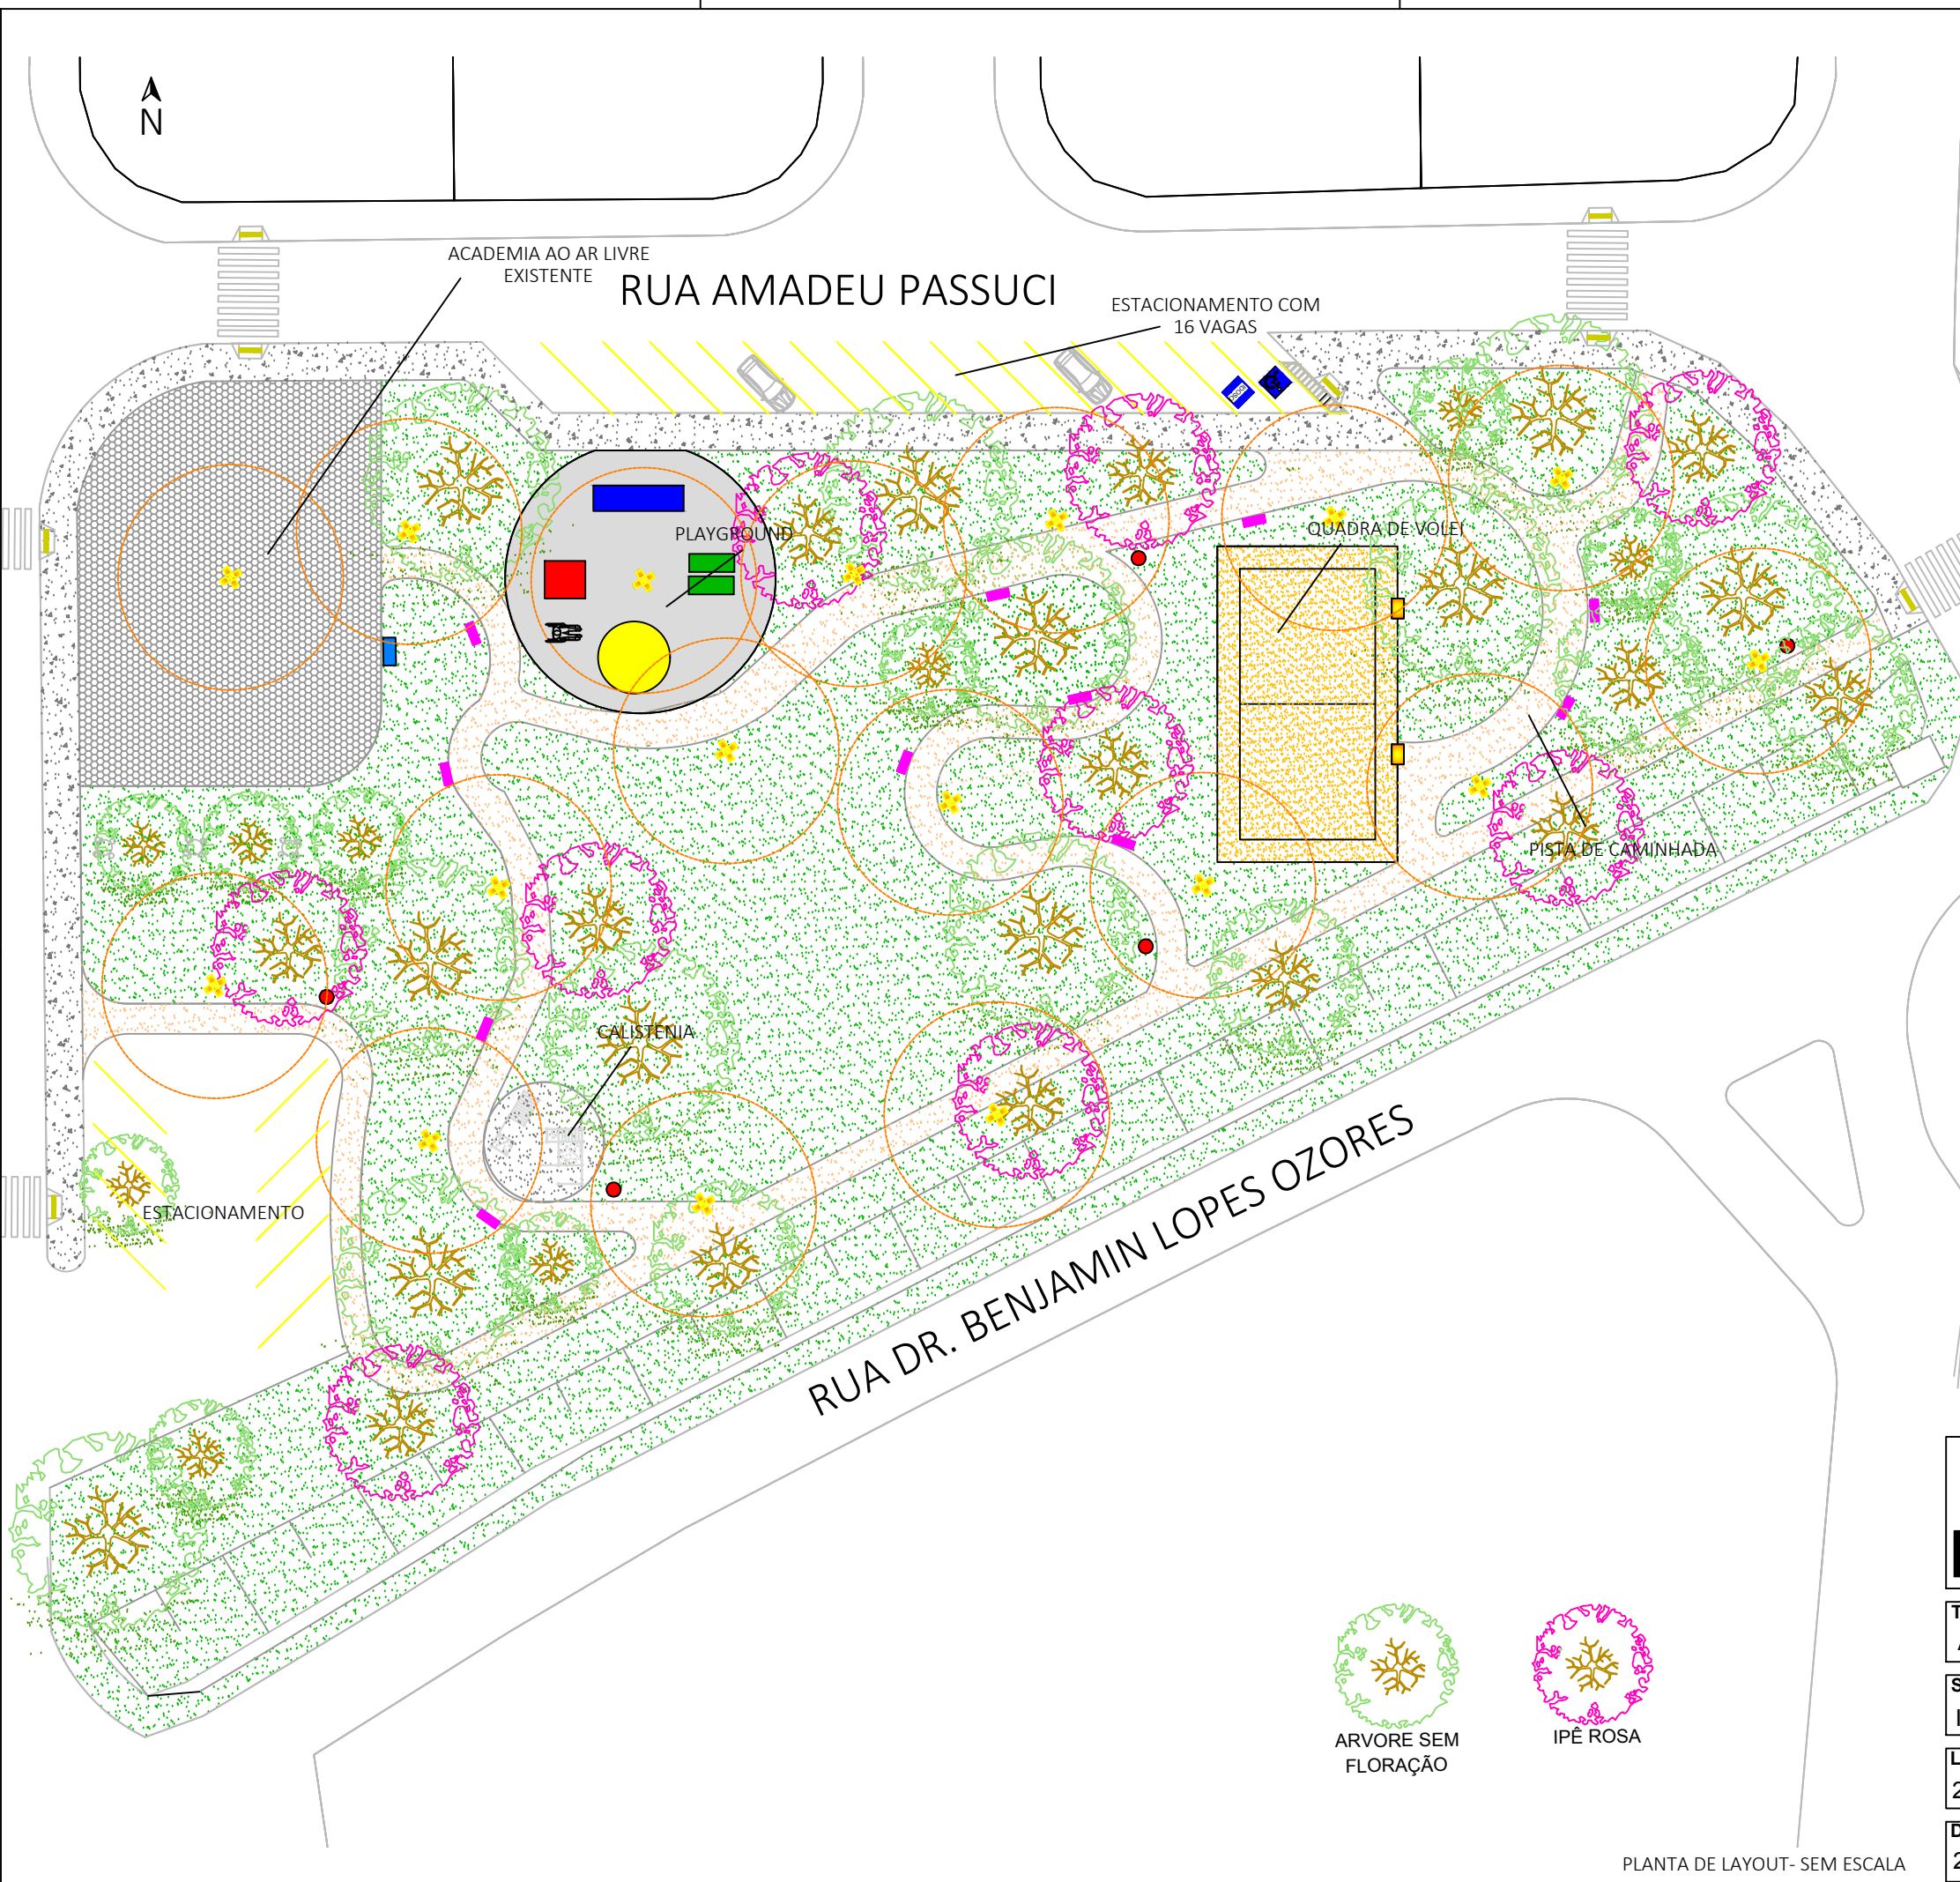 N
ACADEMIA AO AR LIVRE
EXISTENTE
RUA AMADEU PASSUCI
ESTACIONAMENTO COM
16 VAGAS
PLAYGROUND
QUADRA DE VOLEI
PISTA DE CAMINHADA
CALISTENIA
ESTACIONAMENTO
RUA DR. BENJAMIN LOPES OZORES
ARVORE SEM
FLORAÇÃO
IPÊ ROSA
PLANTA DE LAYOUT- SEM ESCALA